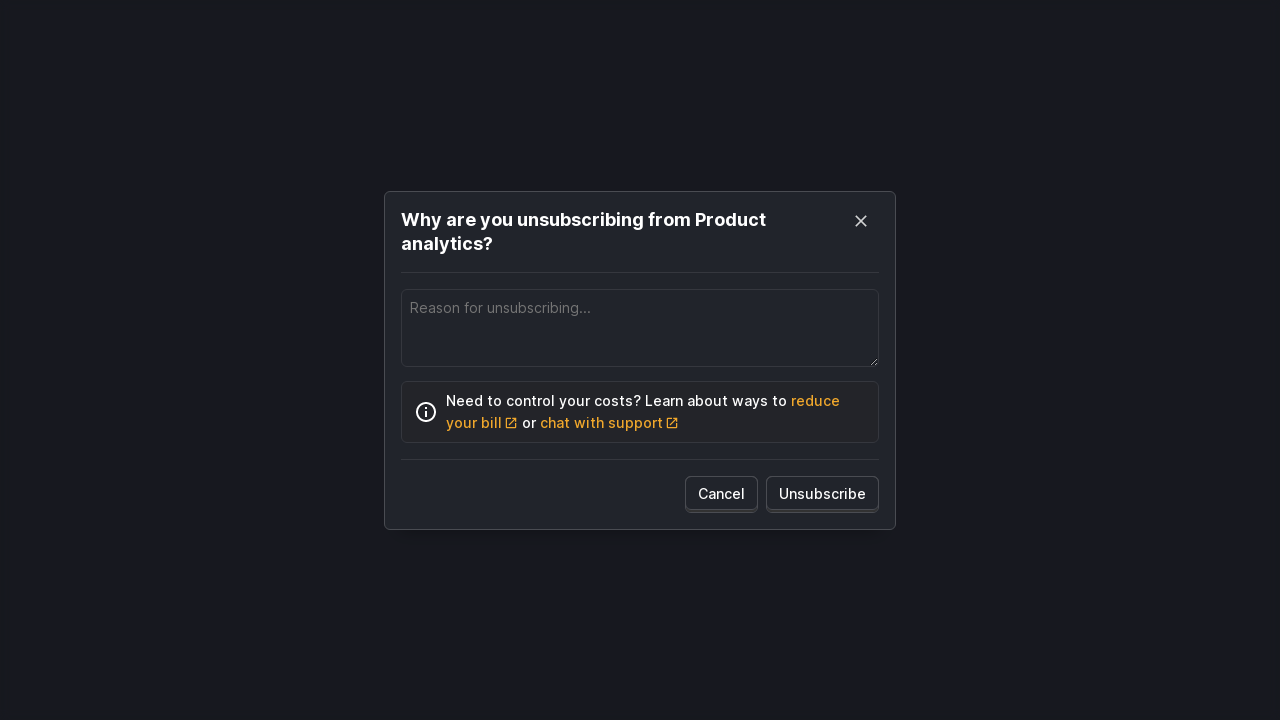 Why are you unsubscribing from Product
analytics?
Reason for unsubscribing...
Need to control your costs? Learn about ways to reduce
your bill or chat with support
Cancel Unsubscribe